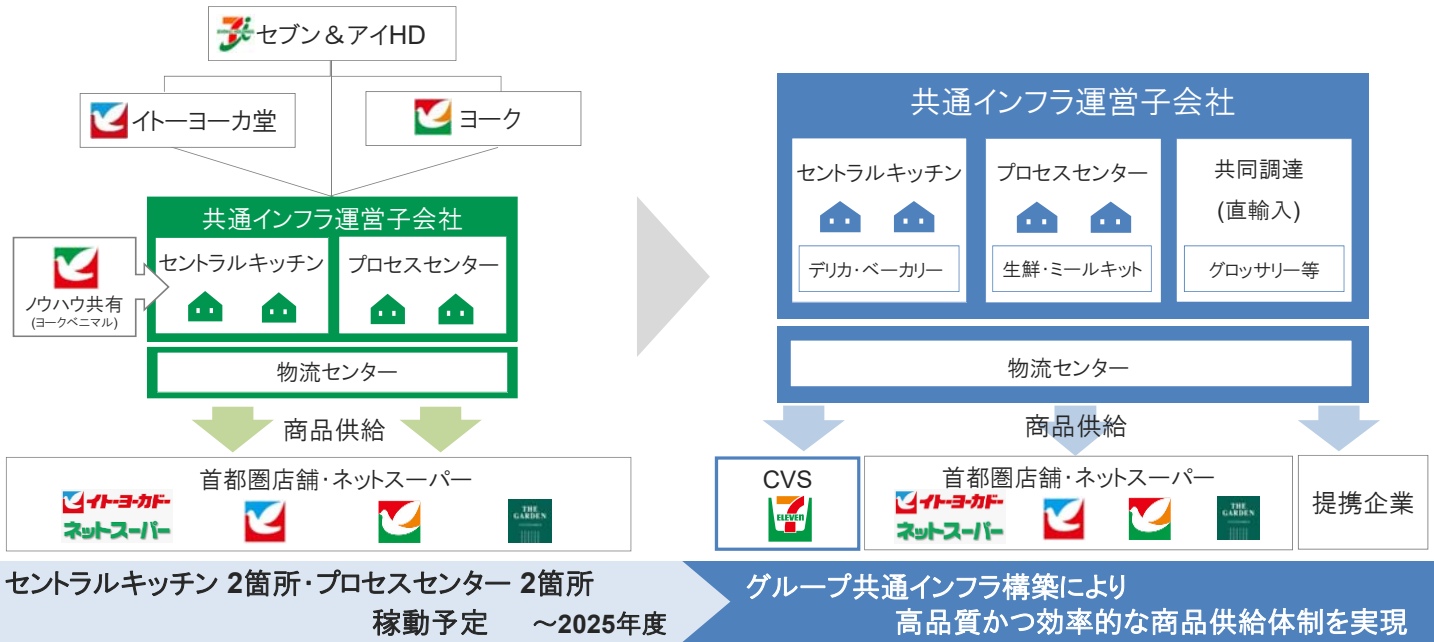 セブン&アイHD
イトーヨーカ堂
ヨーク
共通インフラ運営子会社
セントラルキッチン
プロセスセンター
ノウハウ共有
(ヨークベニマル)
物流センター
商品供給
首都圏店舗・ネットスーパー
イトーヨーカドー
ネットスーパー
THE
GARDEN
セントラルキッチン 2箇所・プロセスセンター 2箇所
稼動予定 ~2025年度
共通インフラ運営子会社
セントラルキッチン
デリカ・ベーカリー
プロセスセンター
生鮮・ミールキット
共同調達
(直輸入)
グロッサリー等
物流センター
商品供給
CVS
7
ELEVEN
首都圏店舗・ネットスーパー
イトーヨーカドー
ネットスーパー
THE
GARDEN
提携企業
グループ共通インフラ構築により
高品質かつ効率的な商品供給体制を実現